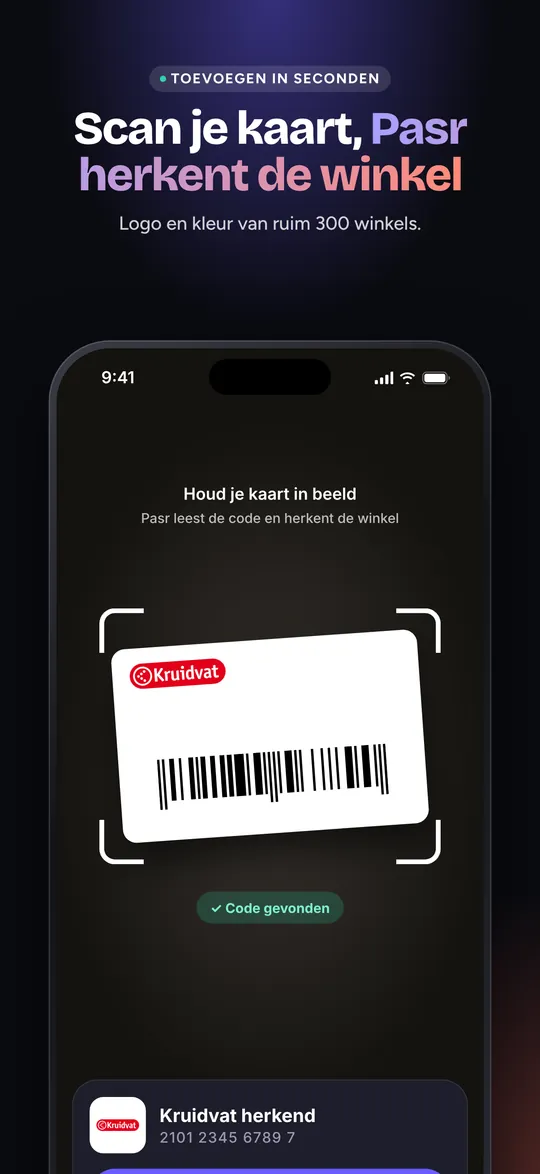 TOEVOEGEN IN SECONDEN
Scan je kaart, Pasr
herkent de winkel
Logo en kleur van ruim 300 winkels.
9:41
Houd je kaart in beeld
Pasr leest de code en herkent de winkel
Kruidvat
✓ Code gevonden
Kruidvat
Kruidvat herkend
2101 2345 6789 7